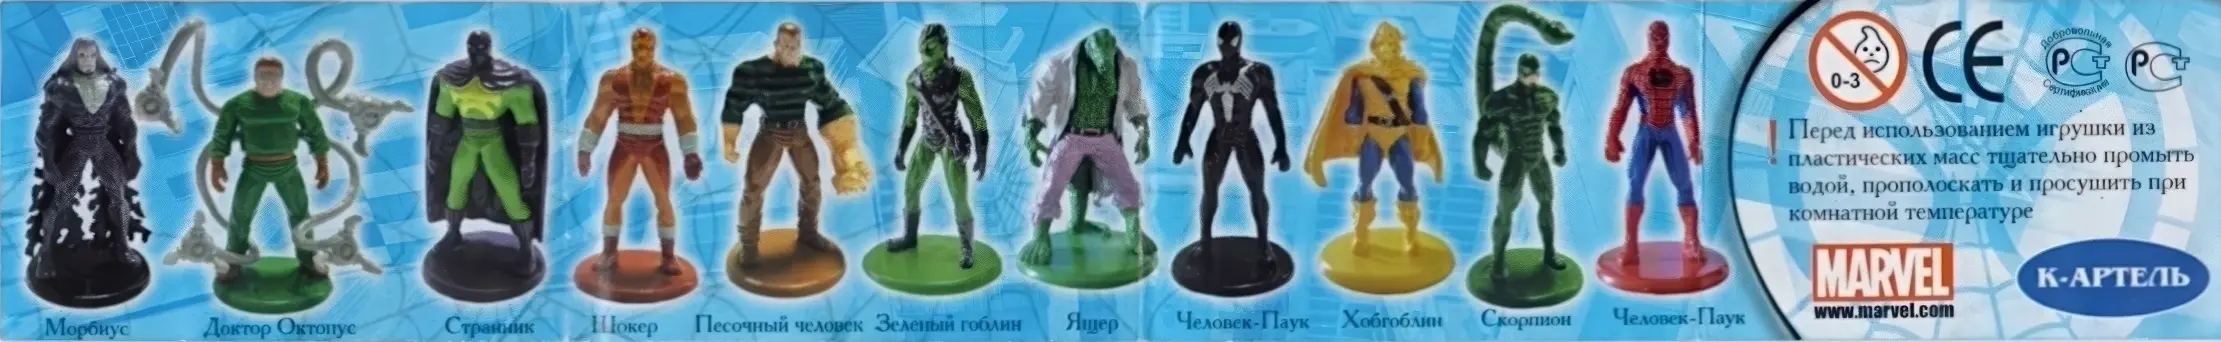 Морбиус
Доктор Октопус
Странник
Шокер
Песочный человек
Зеленый гоблин
Ящер
Человек-Паук
Хобгоблин
Скорпион
Человек-Паук
0-3
CE
Добровольная
РСТ
Сертификация
РСТ
! Перед использованием игрушки из
пластических масс тщательно промыть
водой, прополоскать и просушить при
комнатной температуре
MARVEL
www.marvel.com
К-АРТЕЛЬ